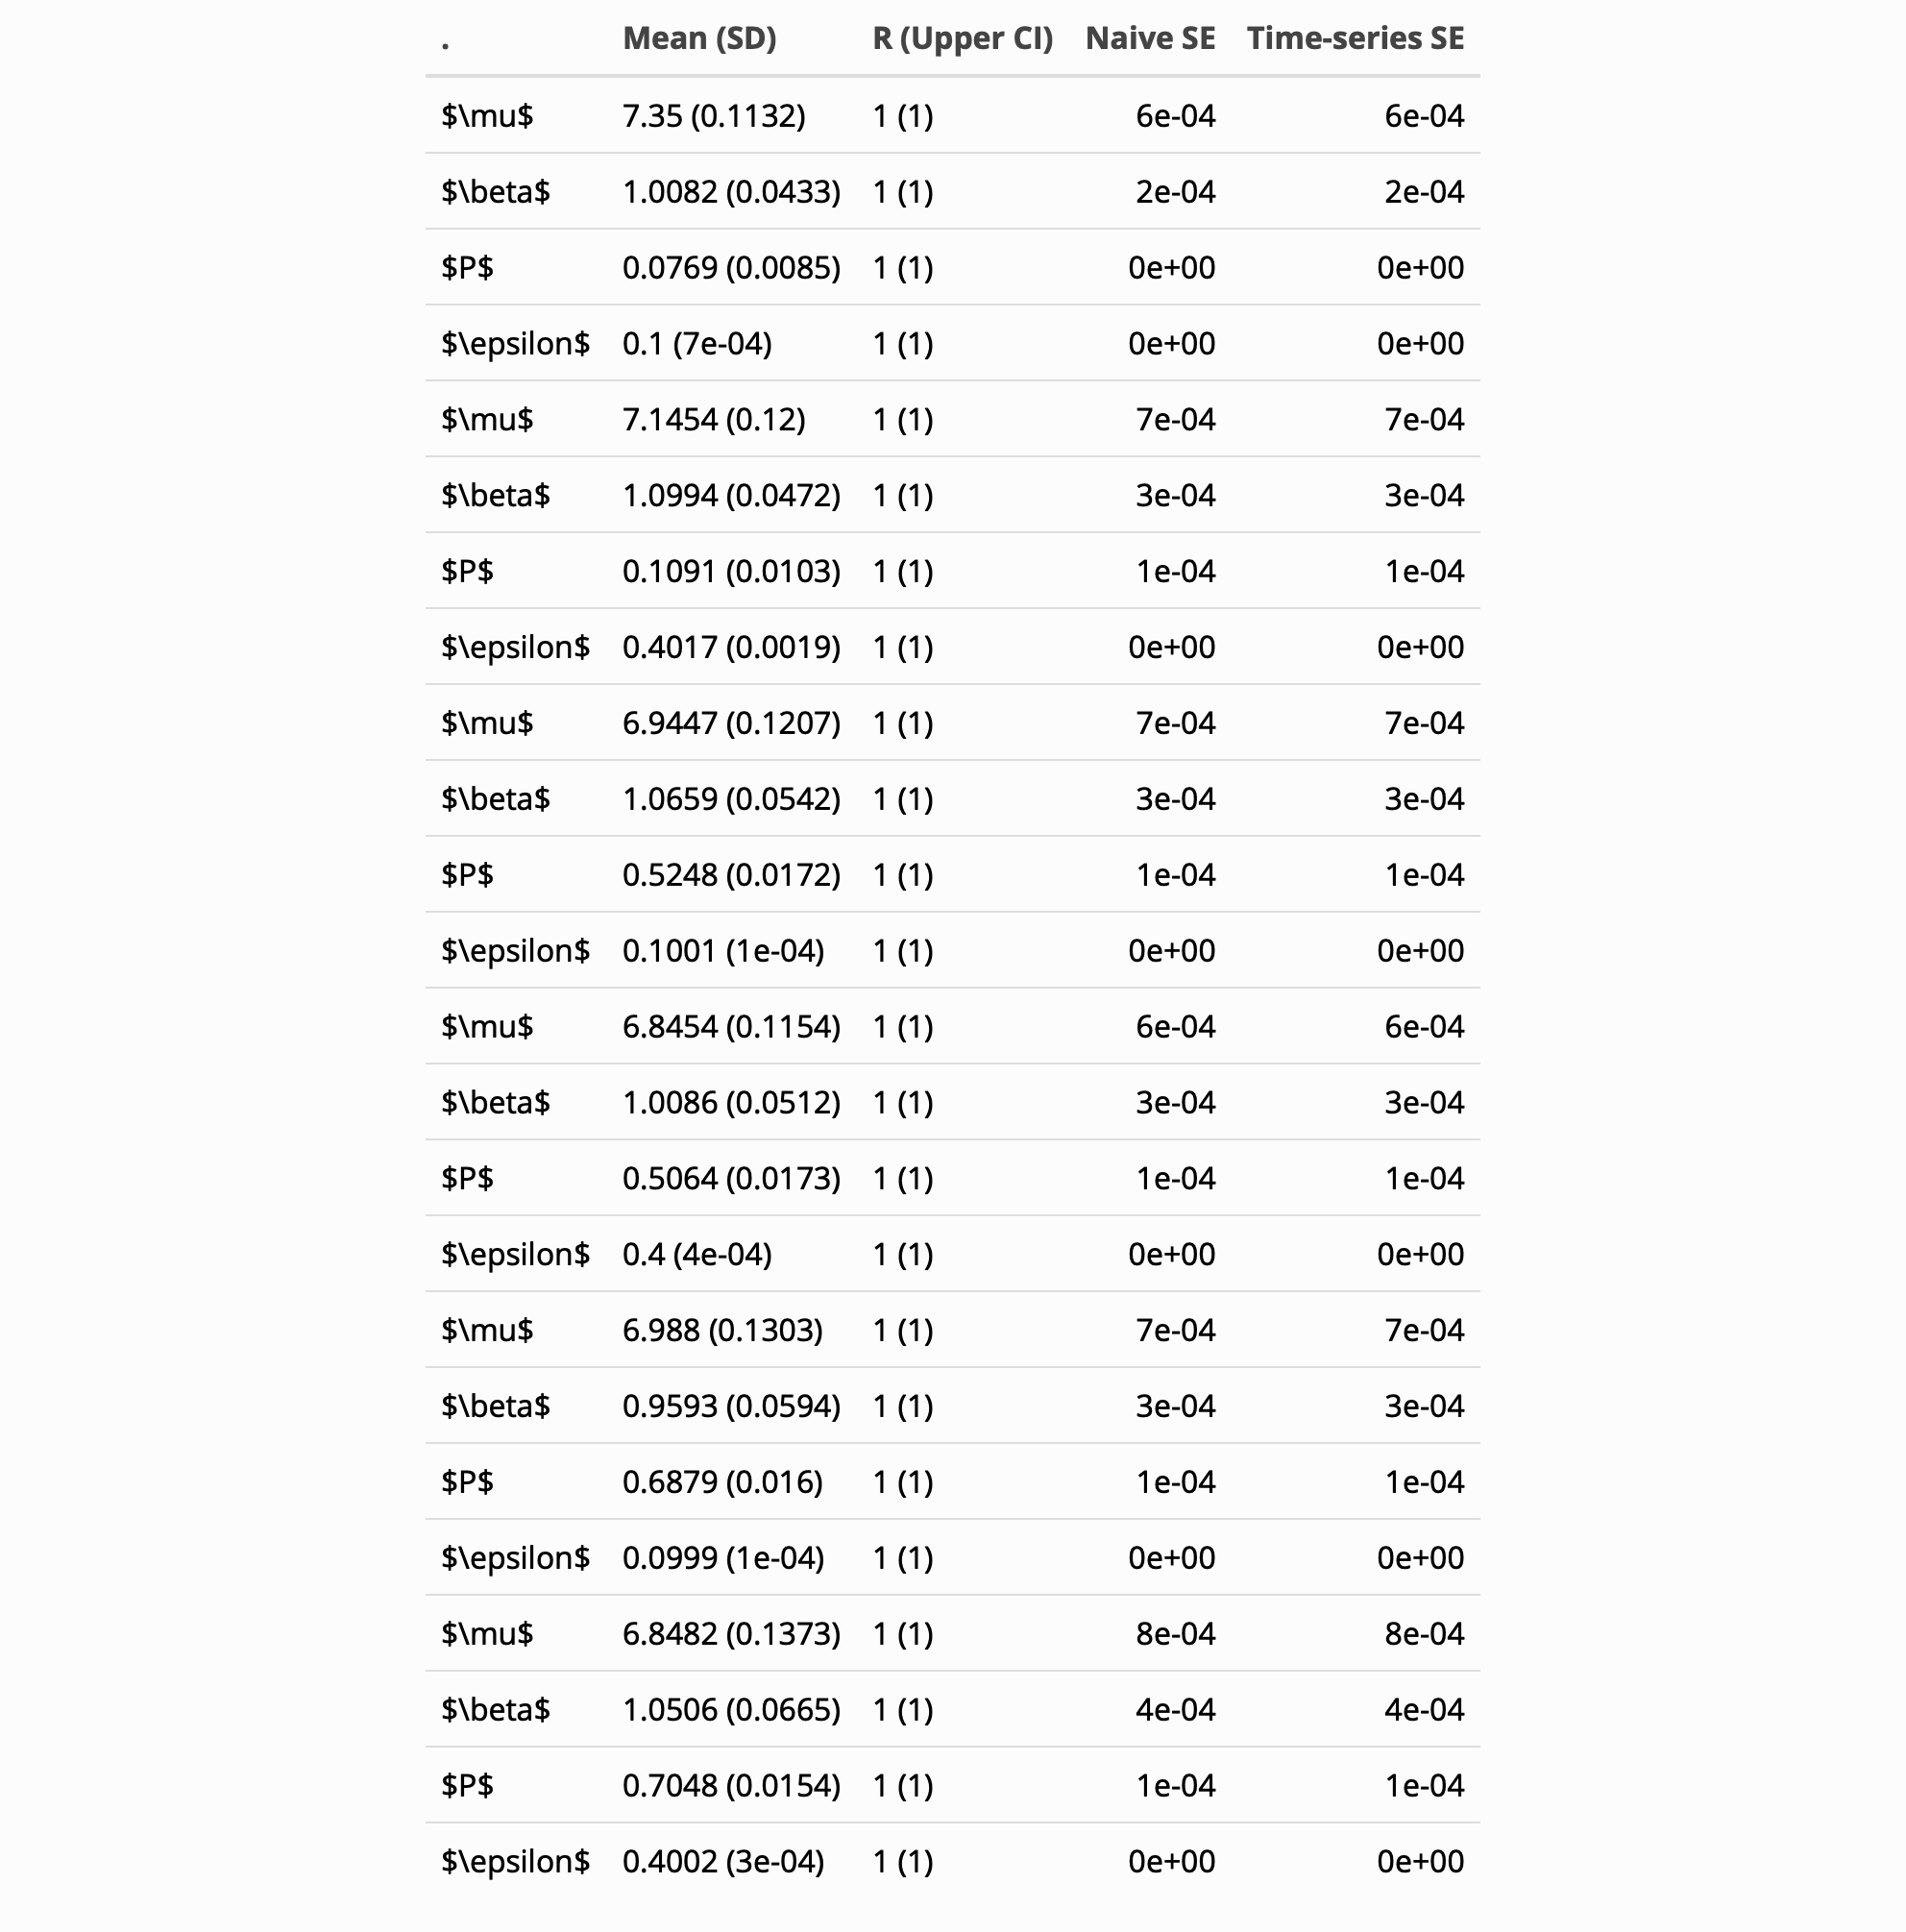 . Mean (SD) R (Upper CI) Naive SE Time-series SE
$\mu$ 7.35 (0.1132) 1 (1) 6e-04 6e-04
$\beta$ 1.0082 (0.0433) 1 (1) 2e-04 2e-04
$P$ 0.0769 (0.0085) 1 (1) 0e+00 0e+00
$\epsilon$ 0.1 (7e-04) 1 (1) 0e+00 0e+00
$\mu$ 7.1454 (0.12) 1 (1) 7e-04 7e-04
$\beta$ 1.0994 (0.0472) 1 (1) 3e-04 3e-04
$P$ 0.1091 (0.0103) 1 (1) 1e-04 1e-04
$\epsilon$ 0.4017 (0.0019) 1 (1) 0e+00 0e+00
$\mu$ 6.9447 (0.1207) 1 (1) 7e-04 7e-04
$\beta$ 1.0659 (0.0542) 1 (1) 3e-04 3e-04
$P$ 0.5248 (0.0172) 1 (1) 1e-04 1e-04
$\epsilon$ 0.1001 (1e-04) 1 (1) 0e+00 0e+00
$\mu$ 6.8454 (0.1154) 1 (1) 6e-04 6e-04
$\beta$ 1.0086 (0.0512) 1 (1) 3e-04 3e-04
$P$ 0.5064 (0.0173) 1 (1) 1e-04 1e-04
$\epsilon$ 0.4 (4e-04) 1 (1) 0e+00 0e+00
$\mu$ 6.988 (0.1303) 1 (1) 7e-04 7e-04
$\beta$ 0.9593 (0.0594) 1 (1) 3e-04 3e-04
$P$ 0.6879 (0.016) 1 (1) 1e-04 1e-04
$\epsilon$ 0.0999 (1e-04) 1 (1) 0e+00 0e+00
$\mu$ 6.8482 (0.1373) 1 (1) 8e-04 8e-04
$\beta$ 1.0506 (0.0665) 1 (1) 4e-04 4e-04
$P$ 0.7048 (0.0154) 1 (1) 1e-04 1e-04
$\epsilon$ 0.4002 (3e-04) 1 (1) 0e+00 0e+00